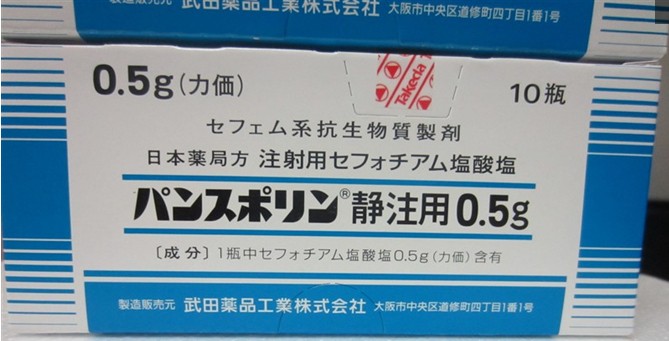 製造販売元 武田薬品工業株式会社 大阪市中央区道修町四丁目1番1号
0.5g(力価)
Takeda
10瓶
セフェム系抗生物質製剤
日本薬局方 注射用セフォチアム塩酸塩
パンスポリン®静注用0.5g
〔成分〕1瓶中セフォチアム塩酸塩0.5g(力価)含有
製造販売元 武田薬品工業株式会社 大阪市中央区道修町四丁目1番1号